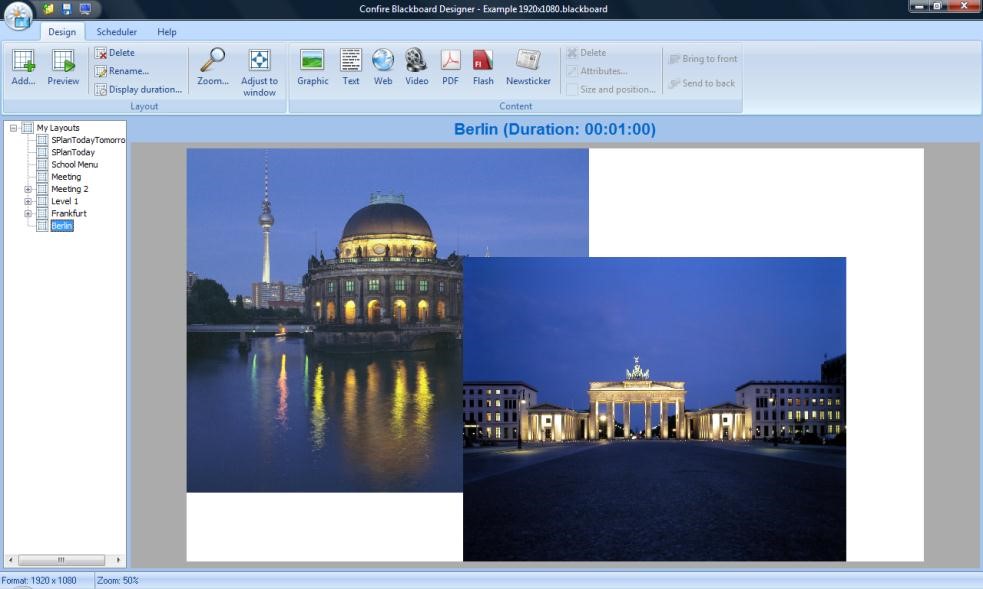 Confire Blackboard Designer - Example 1920x1080.blackboard
Design Scheduler Help
Add... Preview Delete Rename... Display duration... Zoom... Adjust to window
Layout
Graphic Text Web Video PDF Flash Newsticker Delete Attributes... Size and position... Bring to front Send to back
Content
My Layouts
SPlanTodayTomorro
SPlanToday
School Menu
Meeting
Meeting 2
Level 1
Frankfurt
Berlin
Berlin (Duration: 00:01:00)
Format: 1920 x 1080 Zoom: 50%